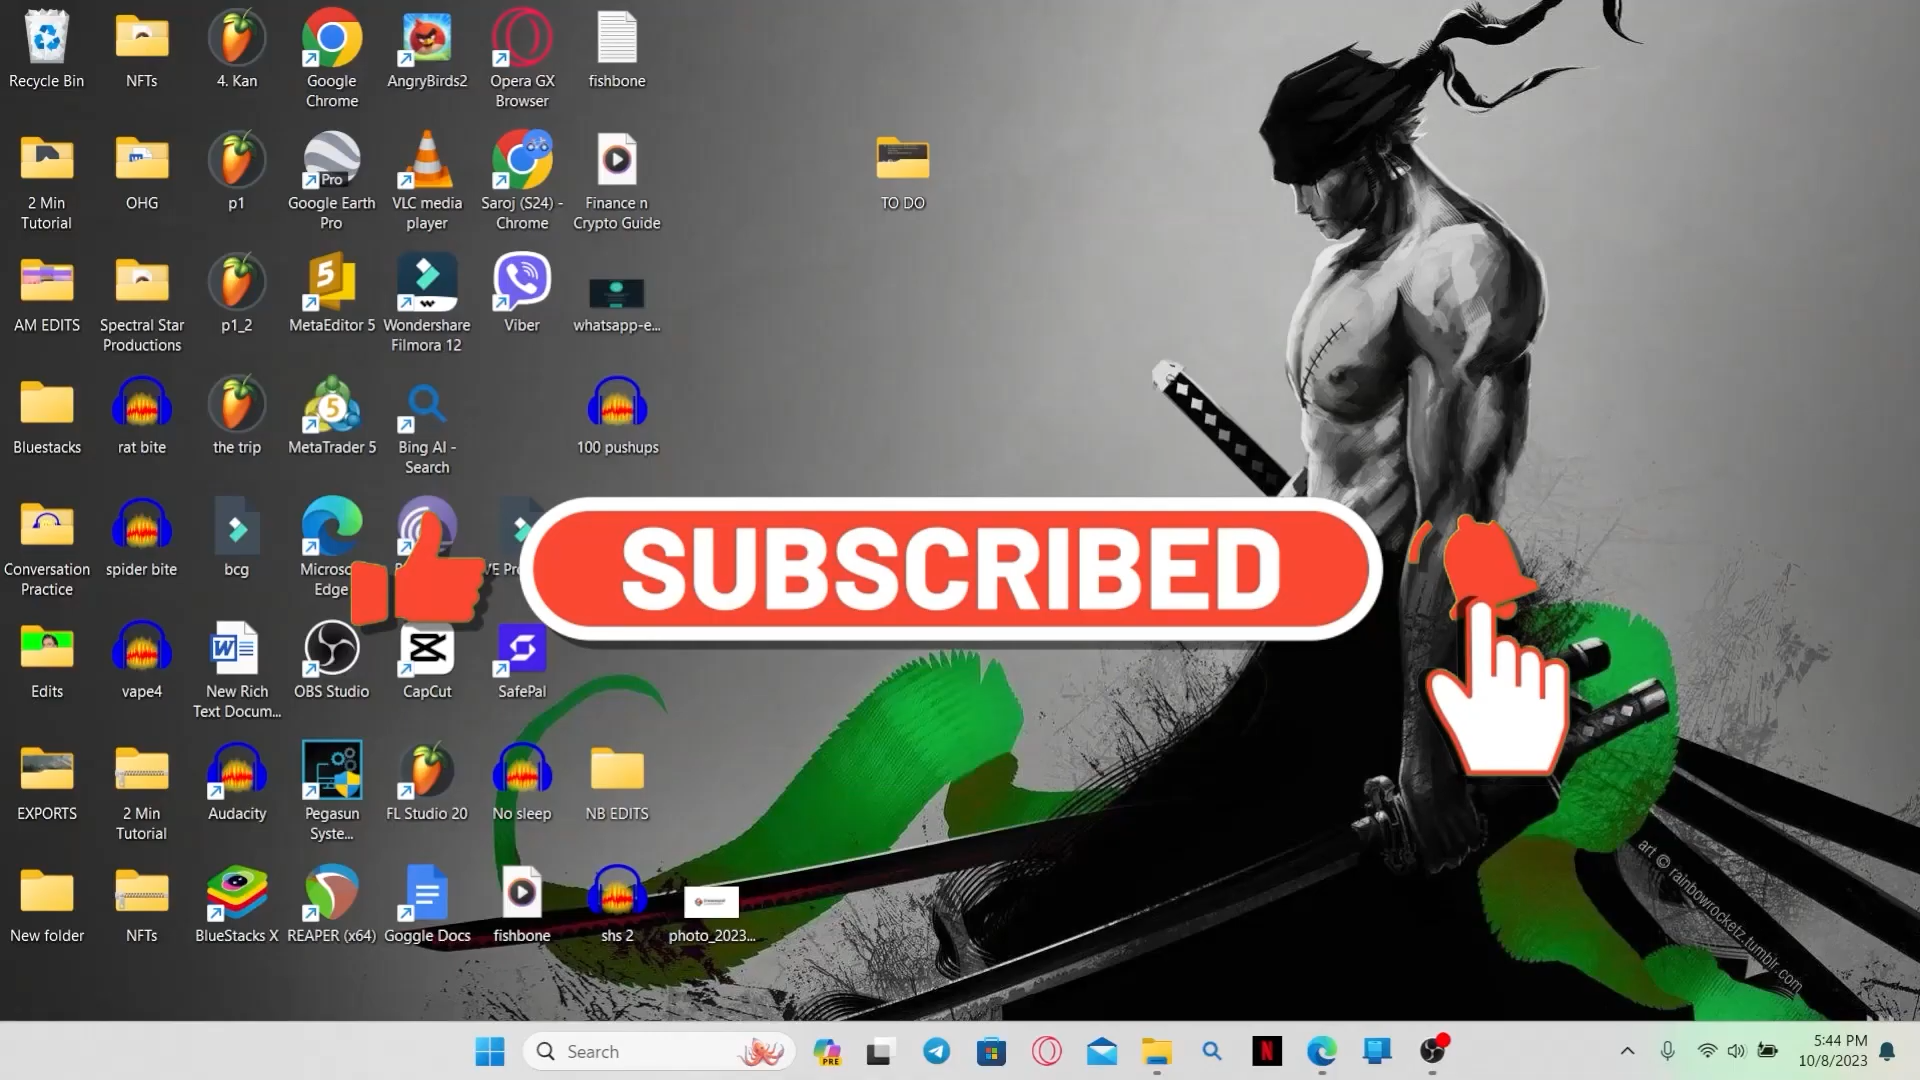 Recycle Bin
NFTs
4. Kan
Google
Chrome
AngryBirds2
Opera GX
Browser
fishbone
2 Min
Tutorial
OHG
p1
Pro
Google Earth
Pro
VLC media
player
Saroj (S24) -
Chrome
Finance n
Crypto Guide
TO DO
AM EDITS
Spectral Star
Productions
p1_2
5
MetaEditor 5
Wondershare
Filmora 12
Viber
whatsapp-e...
Bluestacks
rat bite
the trip
5
MetaTrader 5
Bing AI -
Search
100 pushups
Conversation
Practice
spider bite
bcg
Edge
SUBSCRIBED
Edits
vape4
W
New Rich
Text Docum...
OBS Studio
CapCut
SafePal
EXPORTS
2 Min
Tutorial
Audacity
Pegasun
Syste...
FL Studio 20
No sleep
NB EDITS
New folder
NFTs
BlueStacks X
REAPER (x64)
Goggle Docs
fishbone
shs 2
photo_2023...
art © rainbowrocketz.tumblr.com
Search
PRE
N
5:44 PM
10/8/2023